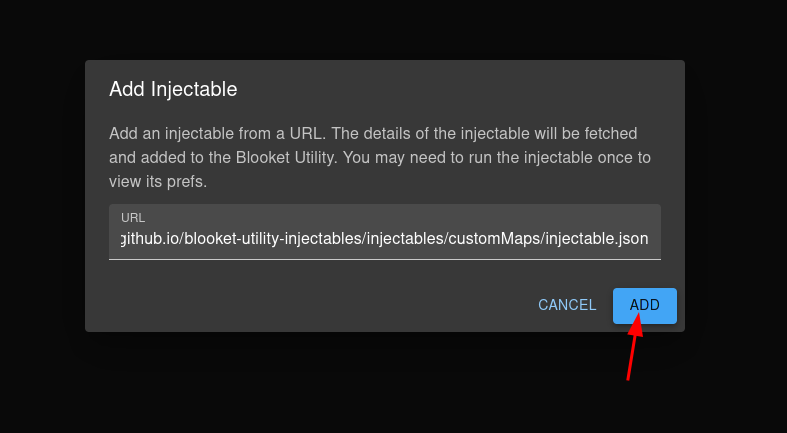 Add Injectable
Add an injectable from a URL. The details of the injectable will be fetched
and added to the Blooket Utility. You may need to run the injectable once to
view its prefs.
URL
github.io/blooket-utility-injectables/injectables/customMaps/injectable.json
CANCEL ADD